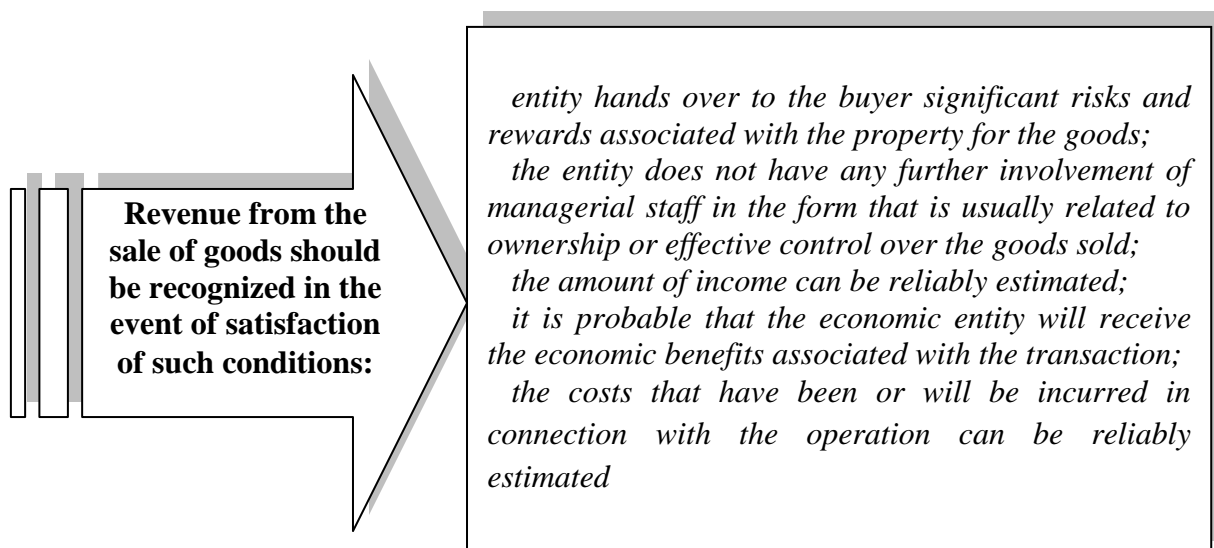 Revenue from the
sale of goods should
be recognized in the
event of satisfaction
of such conditions:
entity hands over to the buyer significant risks and
rewards associated with the property for the goods;
the entity does not have any further involvement of
managerial staff in the form that is usually related to
ownership or effective control over the goods sold;
the amount of income can be reliably estimated;
it is probable that the economic entity will receive
the economic benefits associated with the transaction;
the costs that have been or will be incurred in
connection with the operation can be reliably
estimated